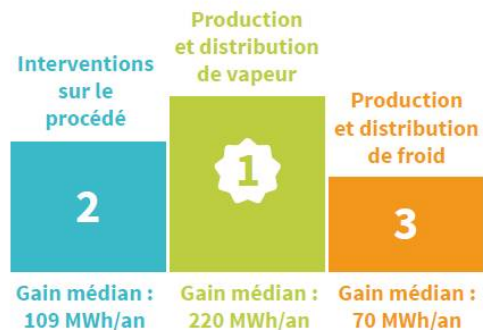 Interventions
sur le
procédé
2
Gain médian :
109 MWh/an
Production
et distribution
de vapeur
1
Gain médian :
220 MWh/an
Production
et distribution
de froid
3
Gain médian :
70 MWh/an